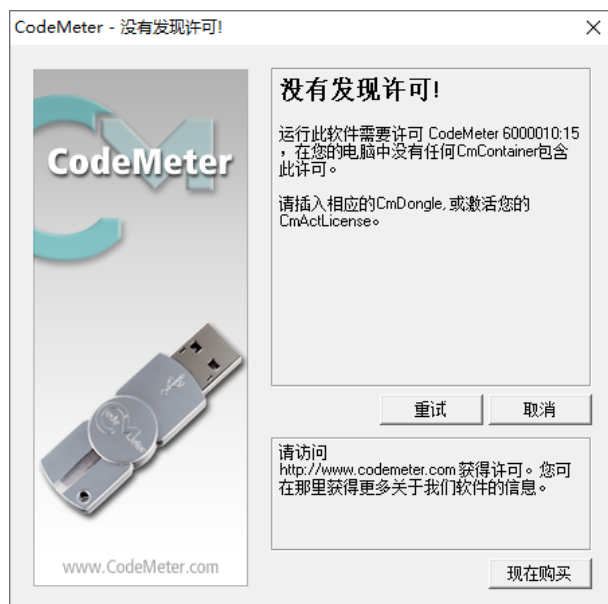 CodeMeter - 没有发现许可!
CodeMeter
CM
www.CodeMeter.com
没有发现许可!
运行此软件需要许可 CodeMeter 6000010:15
，在您的电脑中没有任何CmContainer包含
此许可。
请插入相应的CmDongle,或激活您的
CmActLicense。
重试
取消
请访问
http://www.codemeter.com 获得许可。您可
在那里获得更多关于我们软件的信息。
现在购买